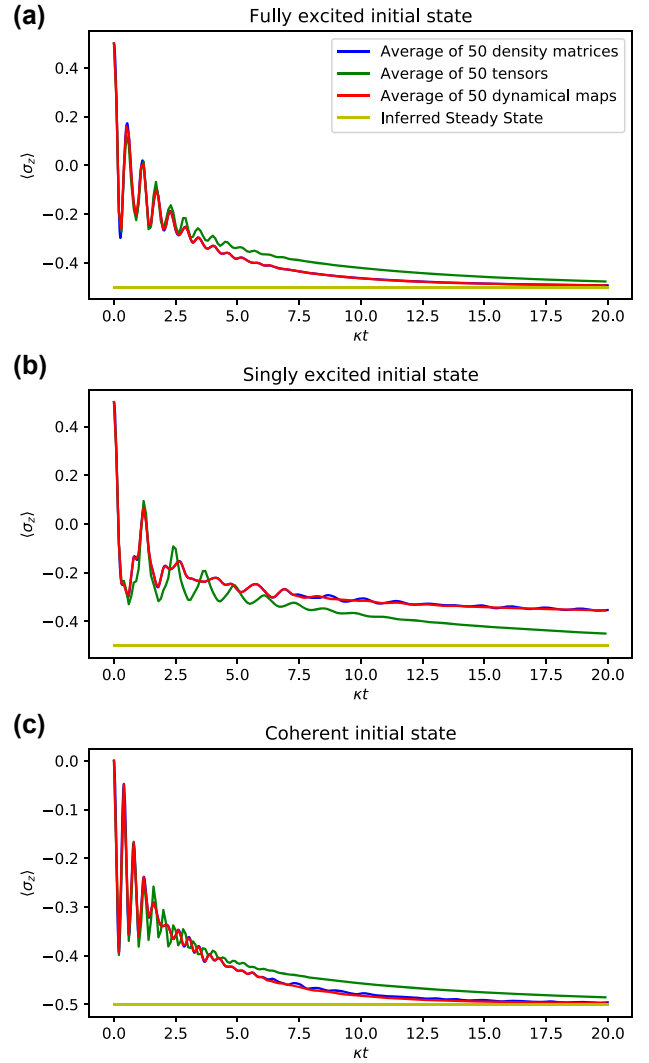 (a)
Fully excited initial state
Average of 50 density matrices
Average of 50 tensors
Average of 50 dynamical maps
Inferred Steady State
0.4
0.2
0.0
−0.2
−0.4
⟨σz⟩
0.0 2.5 5.0 7.5 10.0 12.5 15.0 17.5 20.0
κt
(b)
Singly excited initial state
0.4
0.2
0.0
−0.2
−0.4
⟨σz⟩
0.0 2.5 5.0 7.5 10.0 12.5 15.0 17.5 20.0
κt
(c)
Coherent initial state
0.0
−0.1
−0.2
−0.3
−0.4
−0.5
⟨σz⟩
0.0 2.5 5.0 7.5 10.0 12.5 15.0 17.5 20.0
κt